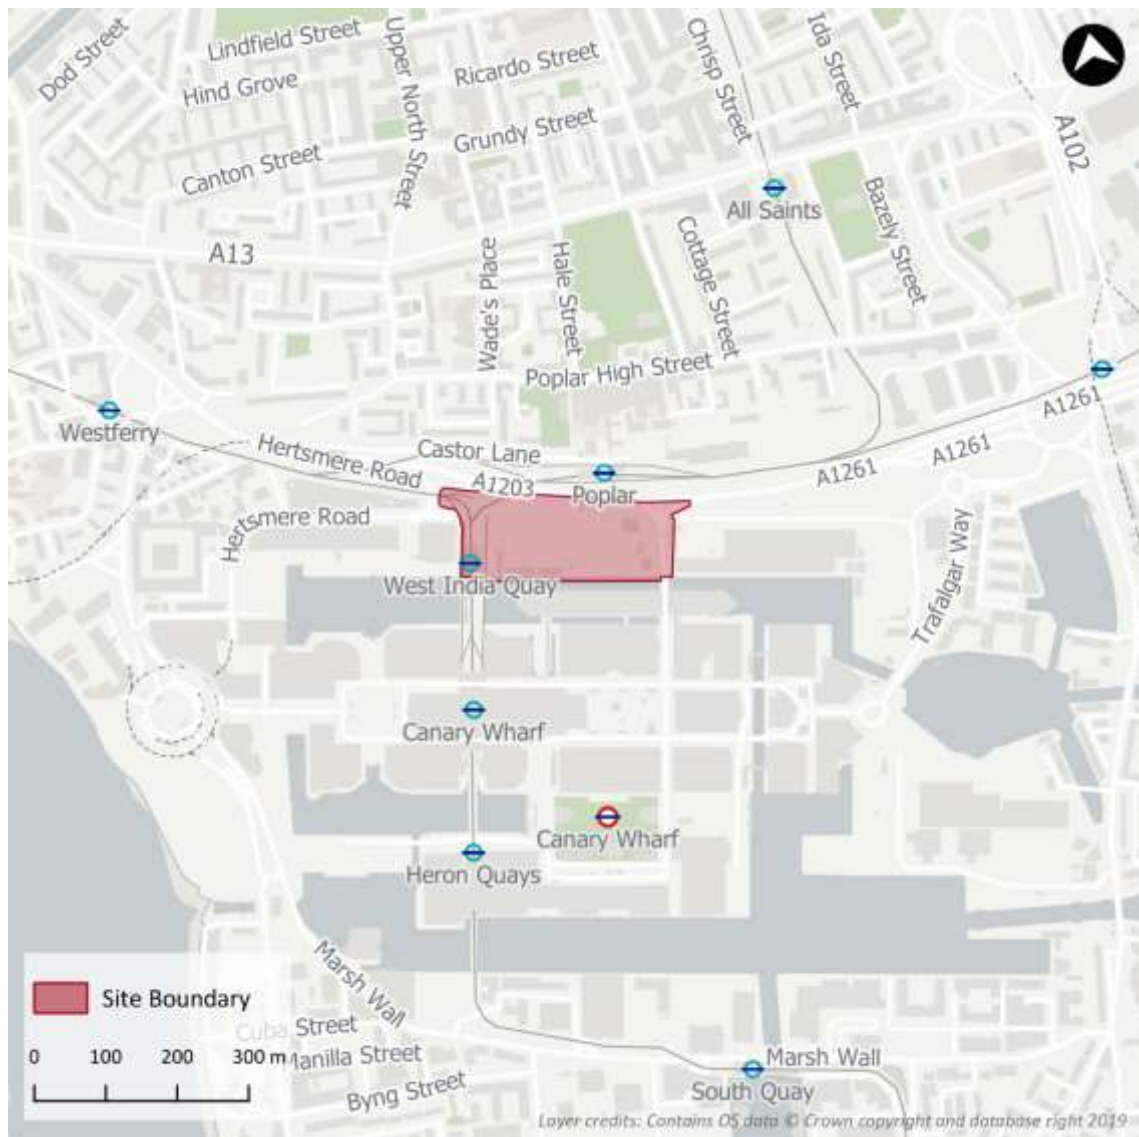 Dod Street
Lindfield Street
Hind Grove
Upper North Street
Ricardo Street
Chrisp Street
Ida Street
Grundy Street
Canton Street
A102
All Saints
Bazely Street
A13
Wade's Place
Hale Street
Cottage Street
Poplar High Street
A1261
Westferry
Hertsmere Road
Castor Lane
A1203
Poplar
A1261
A1261
Hertsmere Road
West India Quay
Trafalgar Way
Canary Wharf
Canary Wharf
Heron Quays
Marsh Wall
Site Boundary
Cuba Street
0 100 200 300 m
Manilla Street
Byng Street
Marsh Wall
South Quay
Layer credits: Contains OS data © Crown copyright and database right 2019